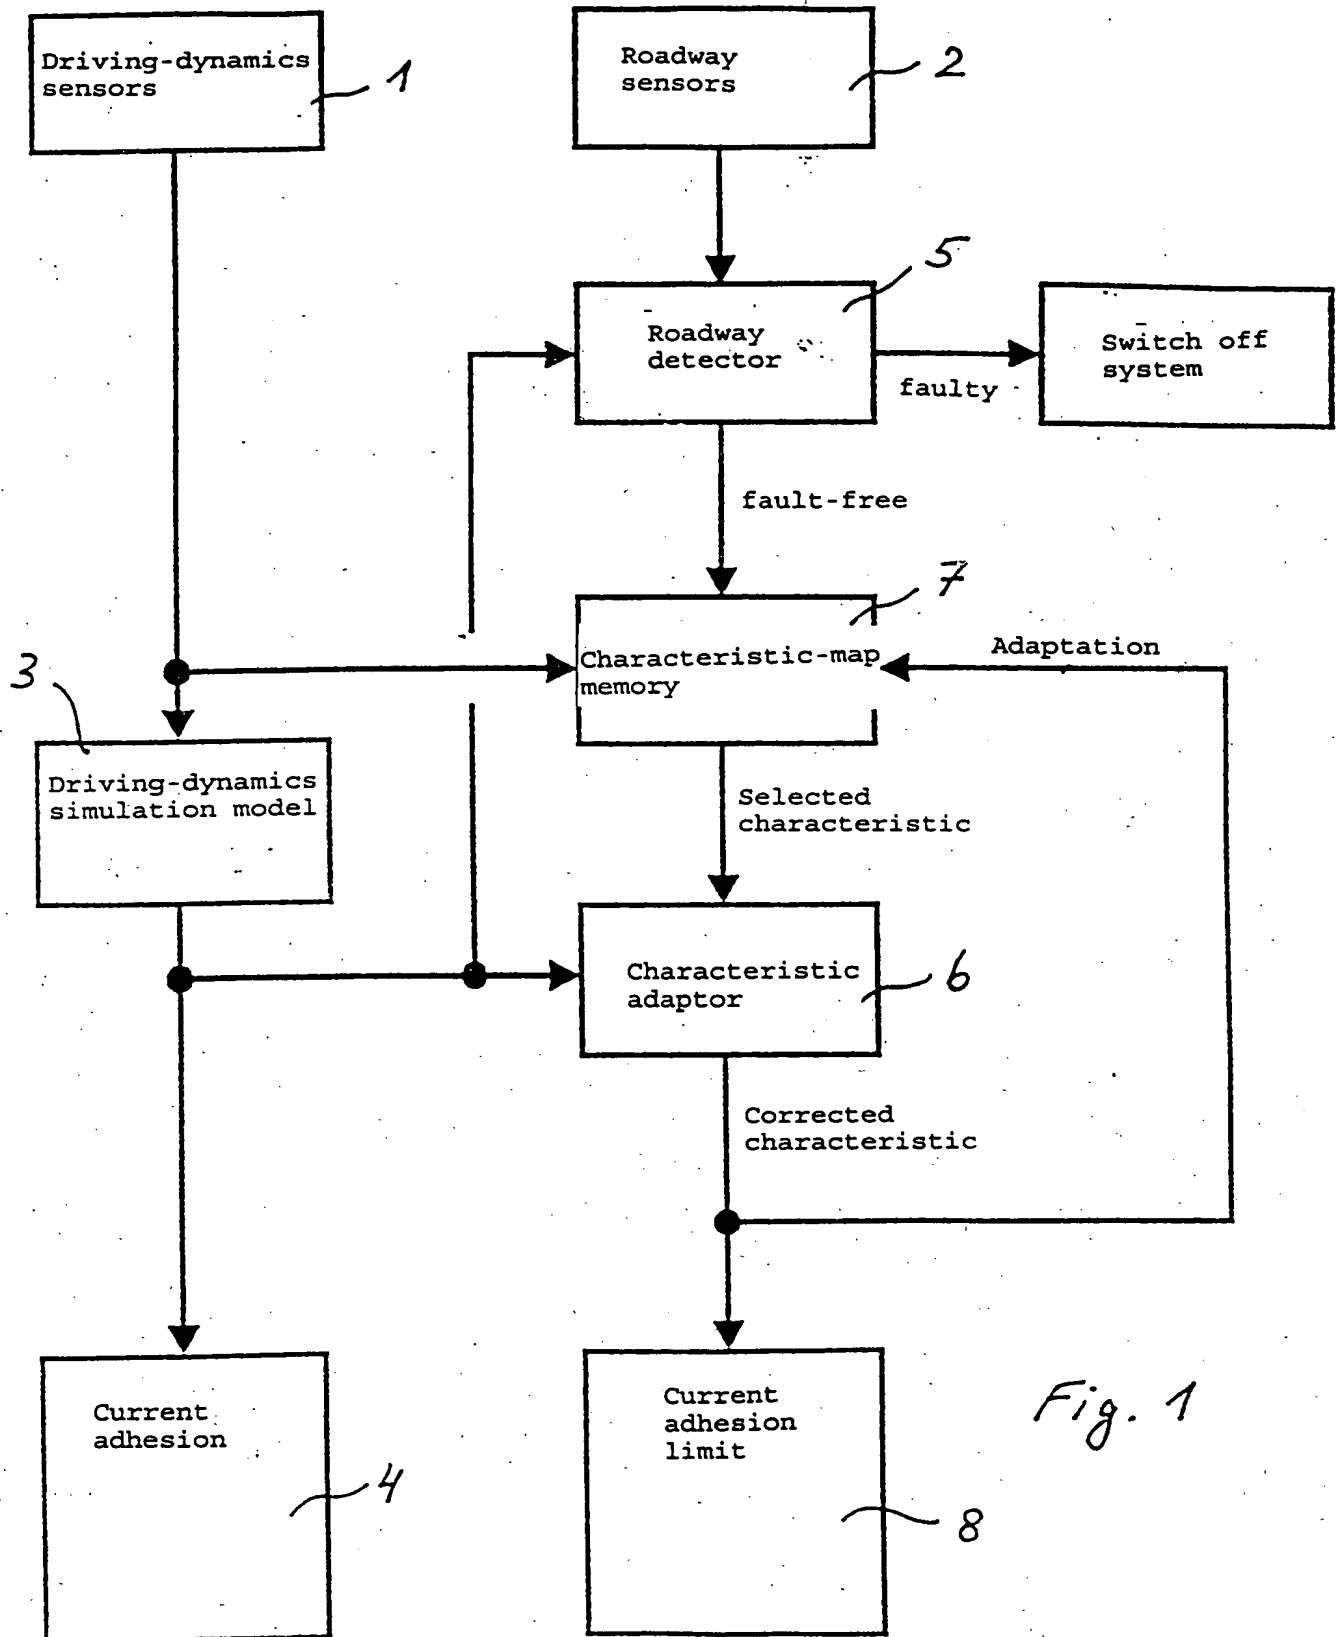 Driving-dynamics
sensors
1
Roadway
sensors
2
5
Roadway
detector
faulty
Switch off
system
fault-free
7
Characteristic-map
memory
Adaptation
3
Driving-dynamics
simulation model
Selected
characteristic
Characteristic
adaptor
6
Corrected
characteristic
Current
adhesion
4
Current
adhesion
limit
8
Fig. 1